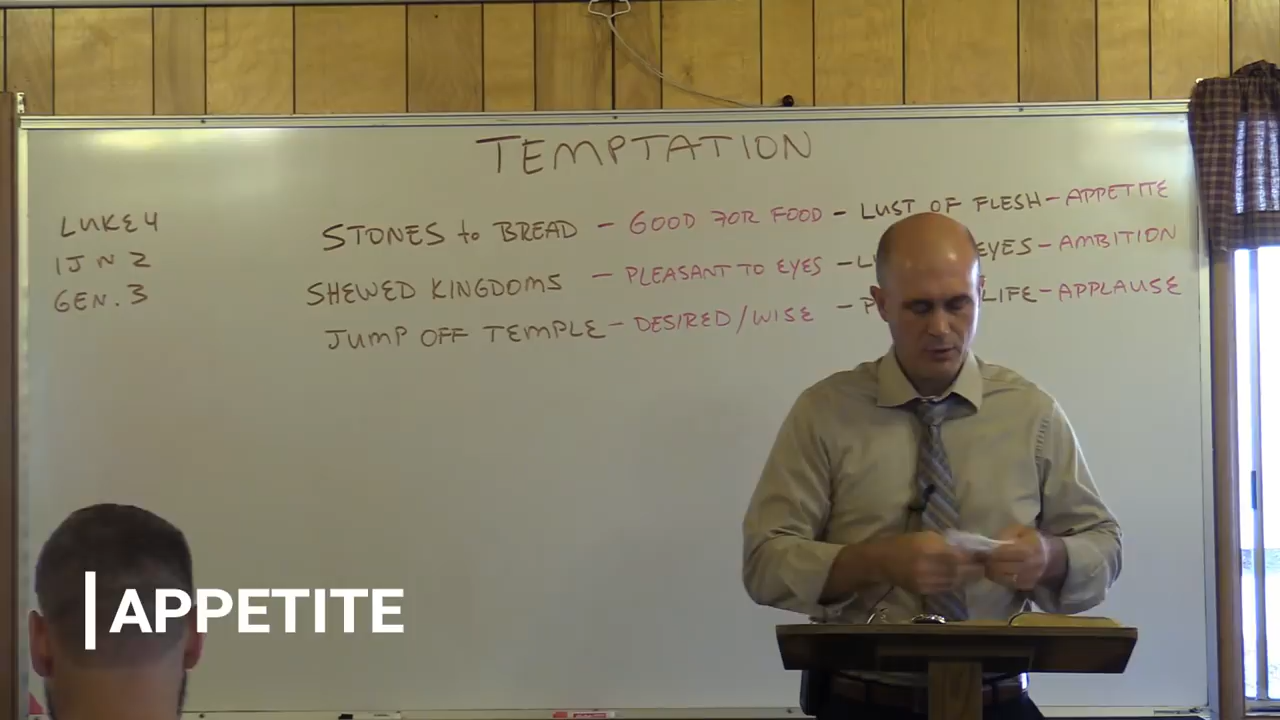 TEMPTATION
LUKE 4
1 JN 2
GEN. 3
STONES to BREAD - GOOD FOR FOOD - LUST OF FLESH - APPETITE
SHEWED KINGDOMS - PLEASANT TO EYES - EYES - AMBITION
JUMP OFF TEMPLE - DESIRED/WISE - LIFE - APPLAUSE
APPETITE